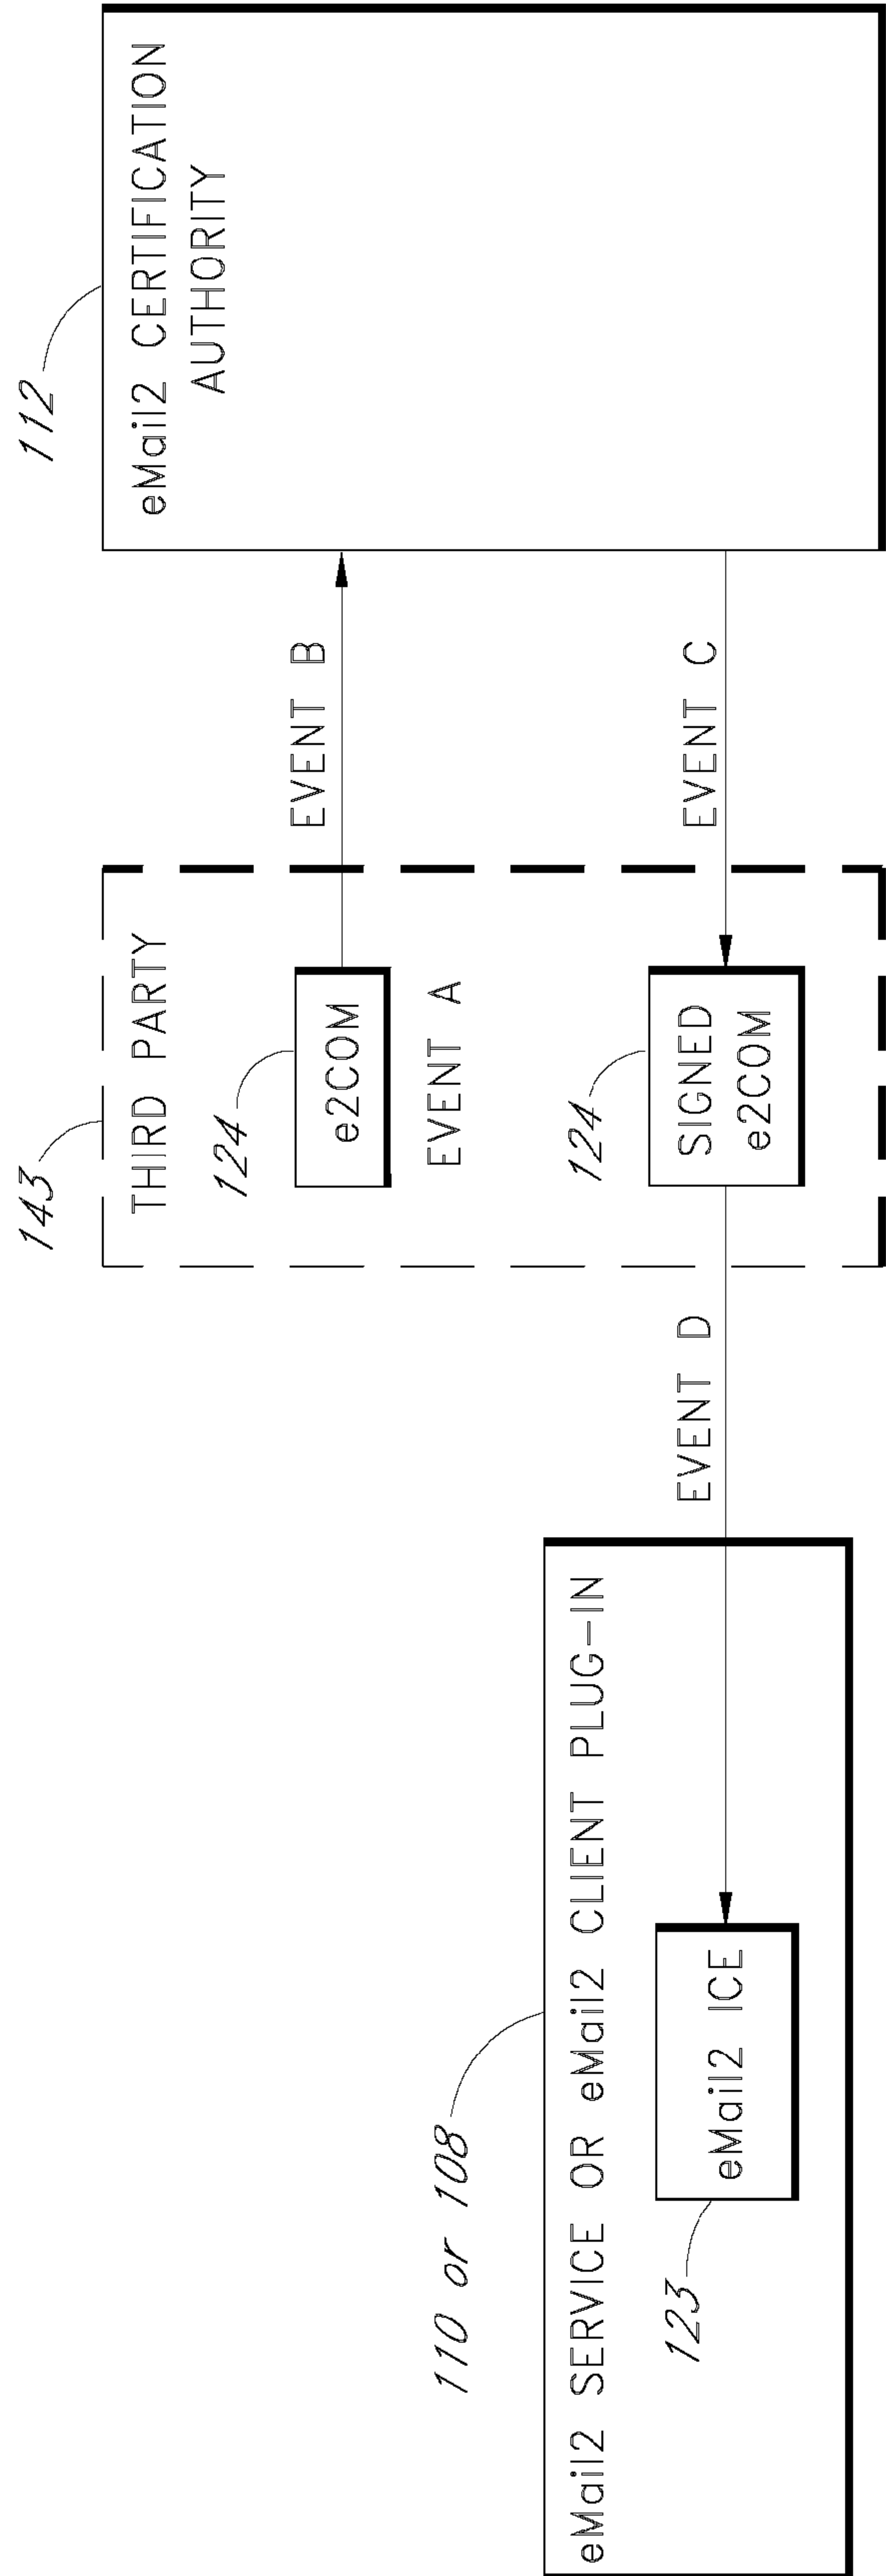 110 or 108
eMail2 SERVICE OR eMail2 CLIENT PLUG-IN
123
eMail2 ICE
EVENT D
143
THIRD PARTY
124
e2COM
EVENT A
124
SIGNED
e2COM
EVENT B
EVENT C
112
eMail2 CERTIFICATION
AUTHORITY